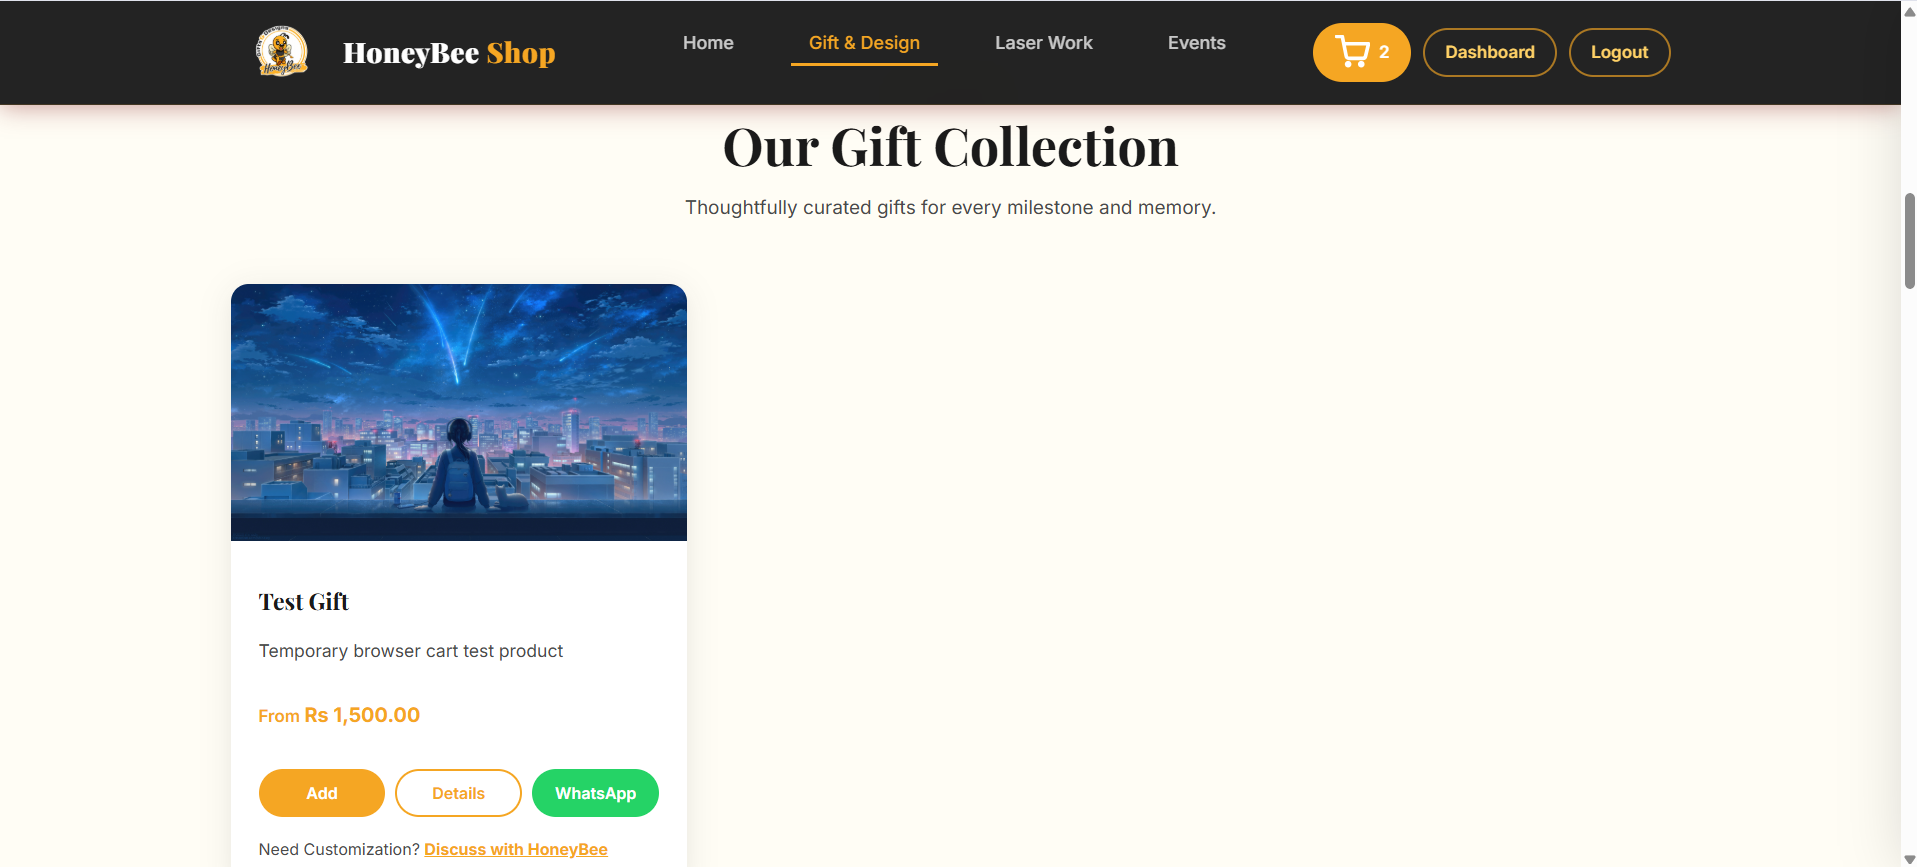 HoneyBee
HoneyBee Shop
Home
Gift & Design
Laser Work
Events
2
Dashboard
Logout
Our Gift Collection
Thoughtfully curated gifts for every milestone and memory.
Test Gift
Temporary browser cart test product
From Rs 1,500.00
Add
Details
WhatsApp
Need Customization? Discuss with HoneyBee